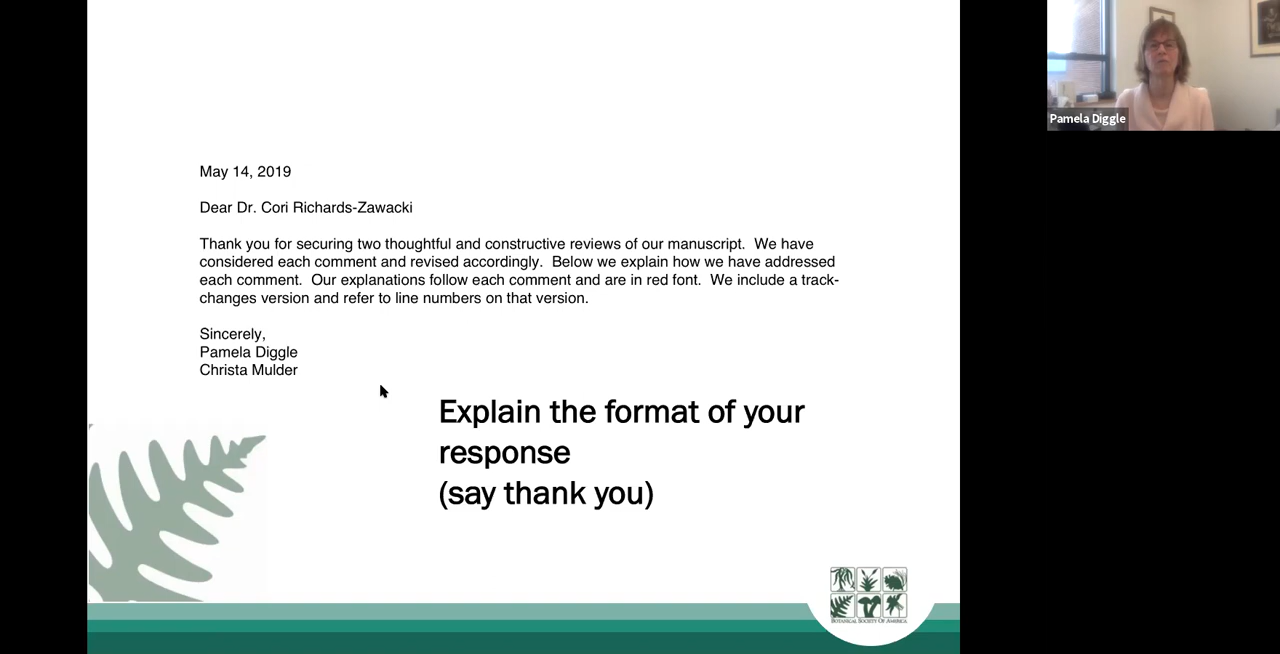 May 14, 2019
Dear Dr. Cori Richards-Zawacki
Thank you for securing two thoughtful and constructive reviews of our manuscript.  We have
considered each comment and revised accordingly.  Below we explain how we have addressed
each comment.  Our explanations follow each comment and are in red font.  We include a track-
changes version and refer to line numbers on that version.
Sincerely,
Pamela Diggle
Christa Mulder
Explain the format of your
response
(say thank you)
BOTANICAL SOCIETY OF AMERICA
Pamela Diggle